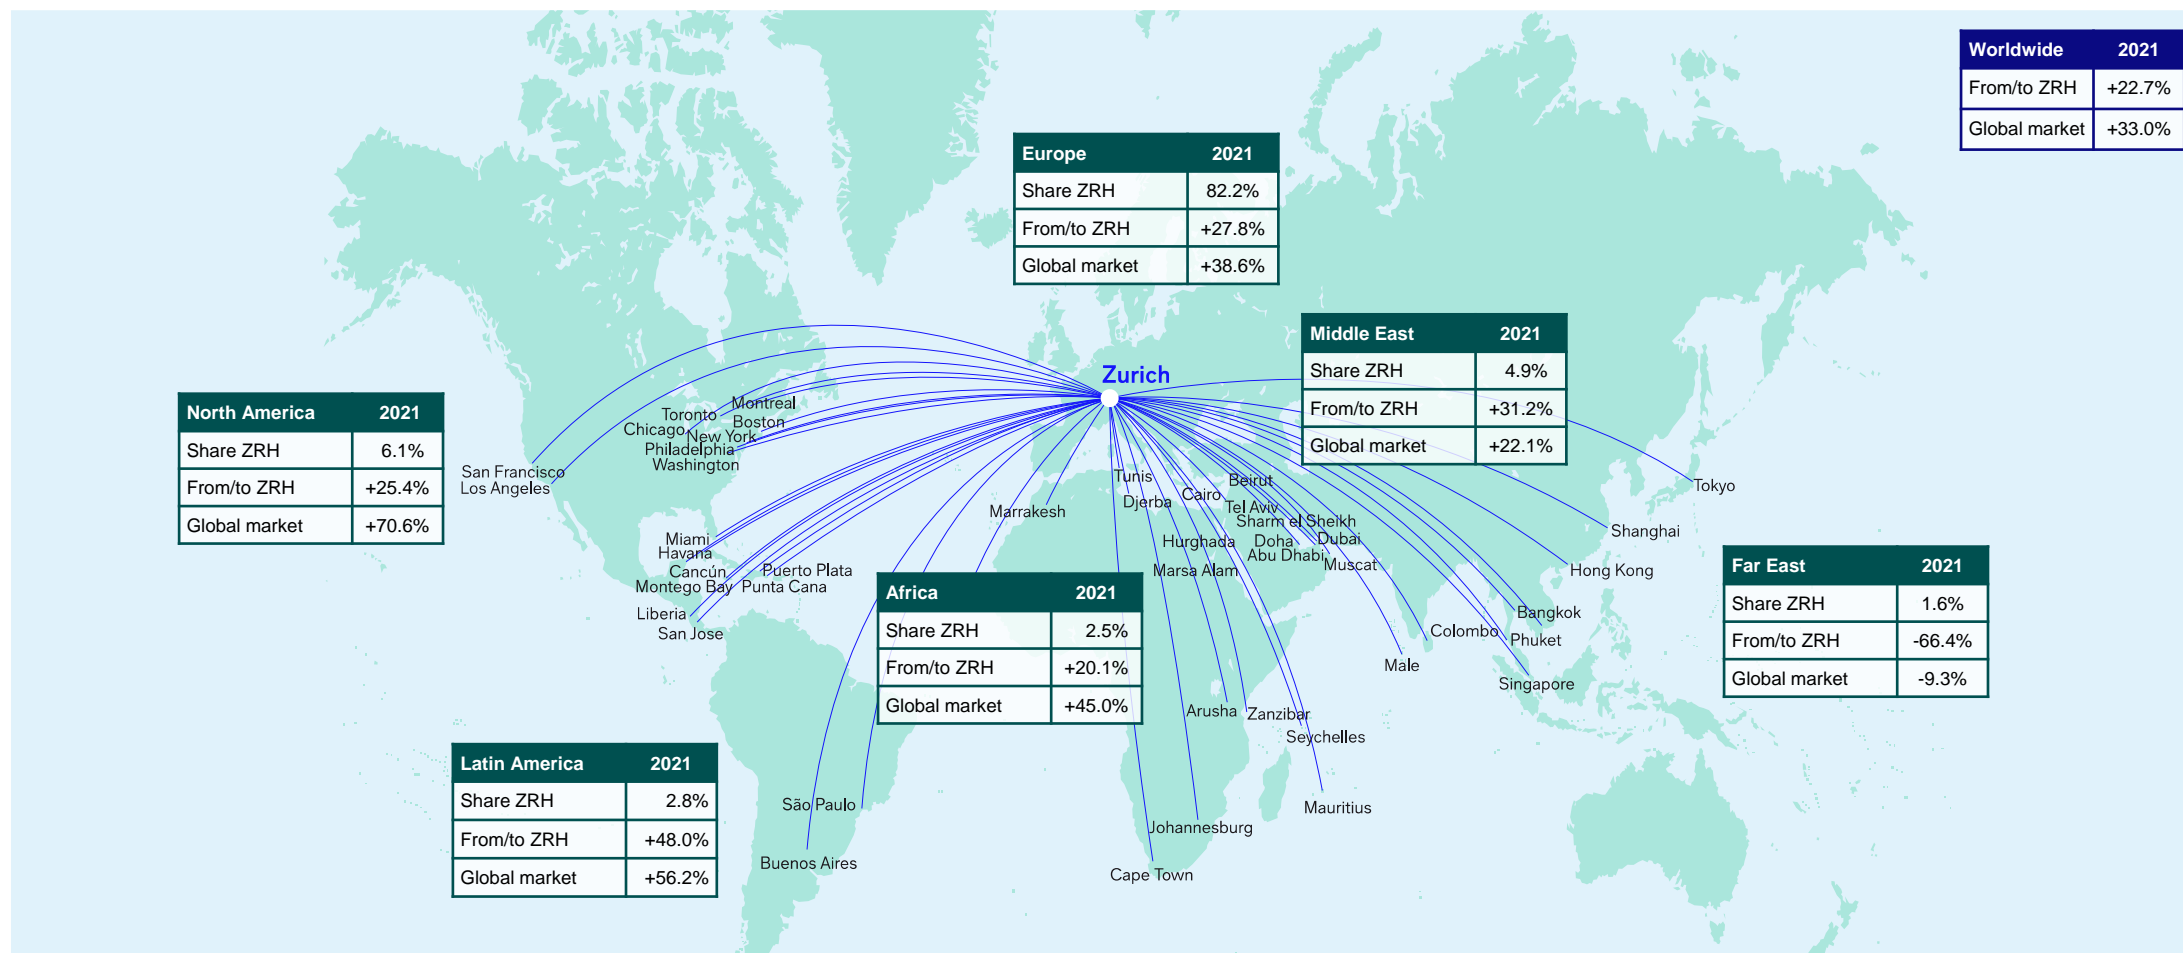 Worldwide 2021
From/to ZRH +22.7%
Global market +33.0%
Europe 2021
Share ZRH 82.2%
From/to ZRH +27.8%
Global market +38.6%
Middle East 2021
Share ZRH 4.9%
From/to ZRH +31.2%
Global market +22.1%
Zurich
North America 2021
Share ZRH 6.1%
From/to ZRH +25.4%
Global market +70.6%
Montreal
Toronto
Boston
Chicago
New York
Philadelphia
Washington
San Francisco
Los Angeles
Miami
Havana
Cancún
Puerto Plata
Montego Bay
Punta Cana
Liberia
San Jose
Marrakesh
Tunis
Djerba
Cairo
Beirut
Tel Aviv
Sharm el Sheikh
Hurghada
Doha
Dubai
Abu Dhabi
Marsa Alam
Muscat
Tokyo
Shanghai
Hong Kong
Bangkok
Colombo
Phuket
Male
Singapore
Far East 2021
Share ZRH 1.6%
From/to ZRH -66.4%
Global market -9.3%
Africa 2021
Share ZRH 2.5%
From/to ZRH +20.1%
Global market +45.0%
Arusha
Zanzibar
Seychelles
Mauritius
Johannesburg
Cape Town
Latin America 2021
Share ZRH 2.8%
From/to ZRH +48.0%
Global market +56.2%
São Paulo
Buenos Aires